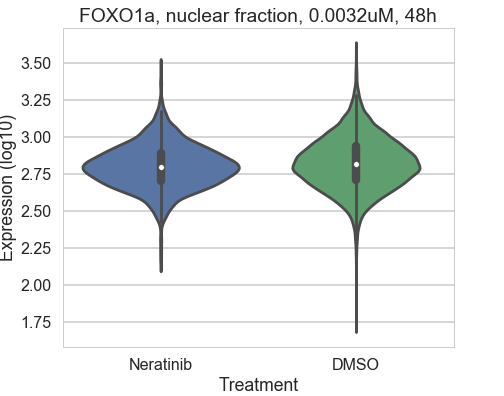 FOXO1a, nuclear fraction, 0.0032uM, 48h
Expression (log10)
3.50
3.25
3.00
2.75
2.50
2.25
2.00
1.75
Neratinib DMSO
Treatment